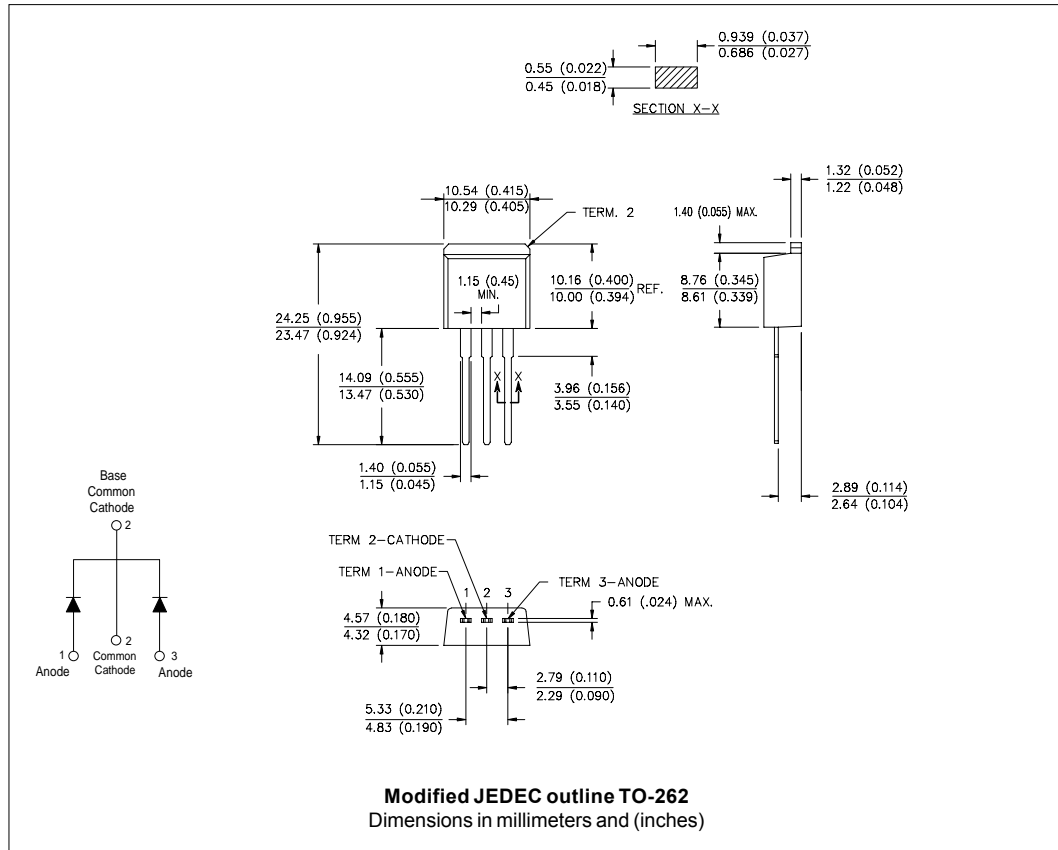 0.939 (0.037)
0.686 (0.027)
0.55 (0.022)
0.45 (0.018)
SECTION X-X
1.32 (0.052)
1.22 (0.048)
10.54 (0.415)
10.29 (0.405)
TERM. 2
1.40 (0.055) MAX.
1.15 (0.45)
MIN.
10.16 (0.400)
10.00 (0.394)
REF.
8.76 (0.345)
8.61 (0.339)
24.25 (0.955)
23.47 (0.924)
14.09 (0.555)
13.47 (0.530)
X X
3.96 (0.156)
3.55 (0.140)
1.40 (0.055)
1.15 (0.045)
2.89 (0.114)
2.64 (0.104)
Base
Common
Cathode
2
2
1
Anode
Common
Cathode
3
Anode
TERM 2-CATHODE
TERM 1-ANODE
1 2 3
TERM 3-ANODE
0.61 (.024) MAX.
4.57 (0.180)
4.32 (0.170)
2.79 (0.110)
2.29 (0.090)
5.33 (0.210)
4.83 (0.190)
Modified JEDEC outline TO-262
Dimensions in millimeters and (inches)